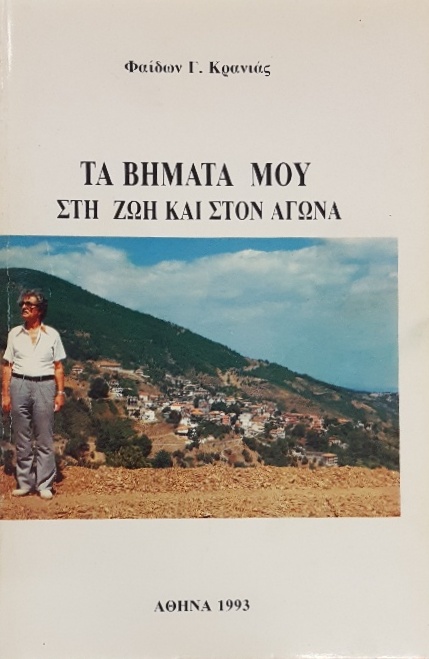 Φαίδων Γ. Κρανιάς
ΤΑ ΒΗΜΑΤΑ ΜΟΥ
ΣΤΗ ΖΩΗ ΚΑΙ ΣΤΟΝ ΑΓΩΝΑ
ΑΘΗΝΑ 1993